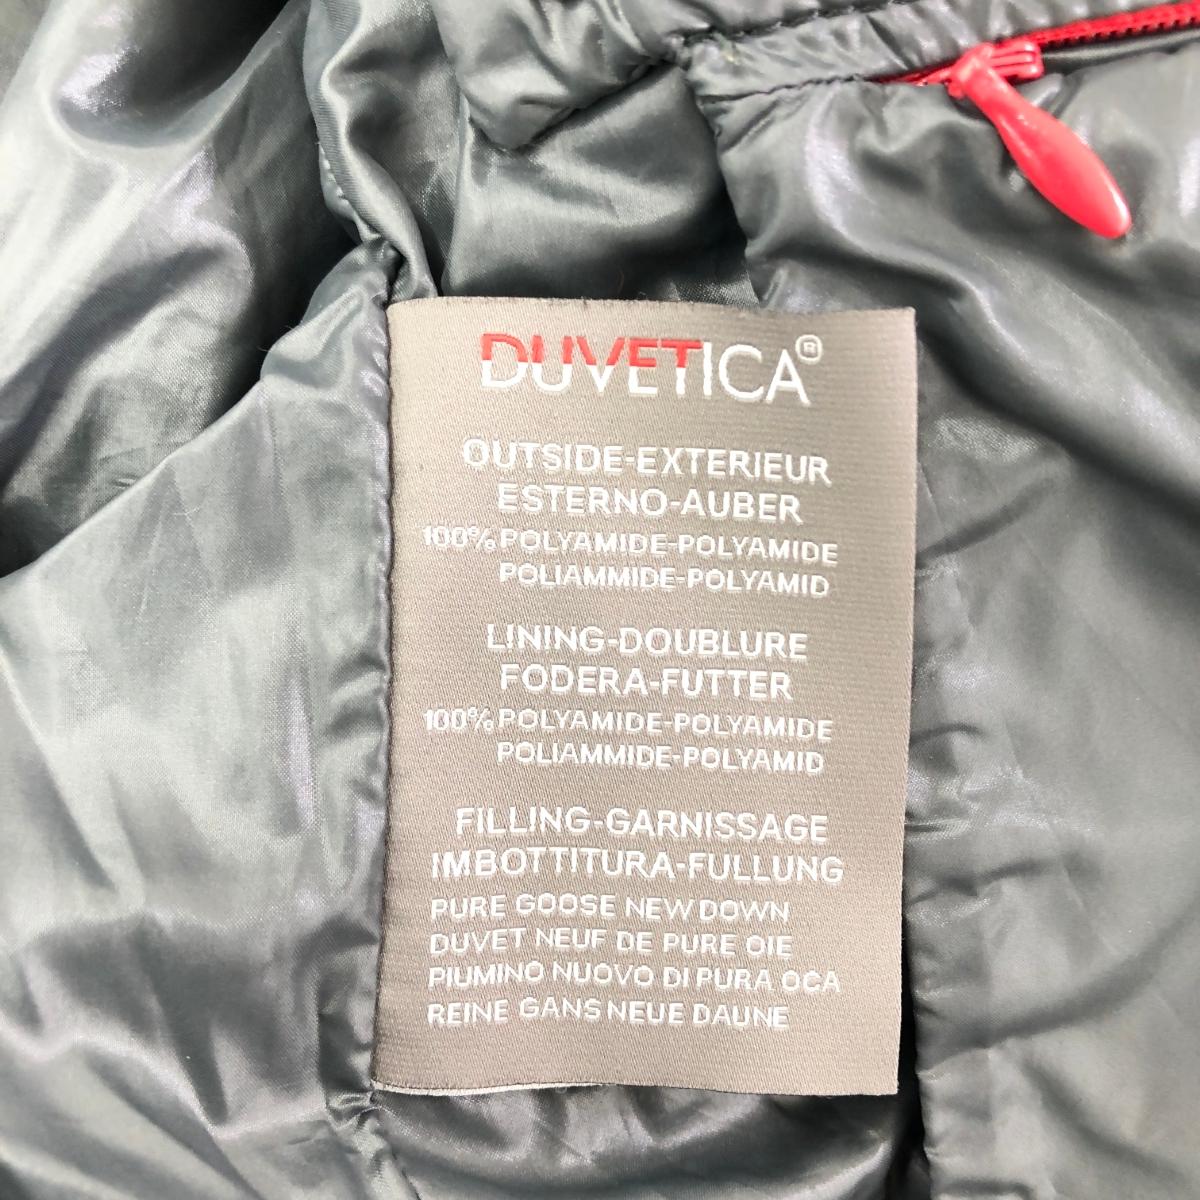 DUVETICA®
OUTSIDE-EXTERIEUR
ESTERNO-AUBER
100% POLYAMIDE-POLYAMIDE
POLIAMMIDE-POLYAMID
LINING-DOUBLURE
FODERA-FUTTER
100% POLYAMIDE-POLYAMIDE
POLIAMMIDE-POLYAMID
FILLING-GARNISSAGE
IMBOTTITURA-FULLUNG
PURE GOOSE NEW DOWN
DUVET NEUF DE PURE OIE
PIUMINO NUOVO DI PURA OCA
REINE GANS NEUE DAUNE